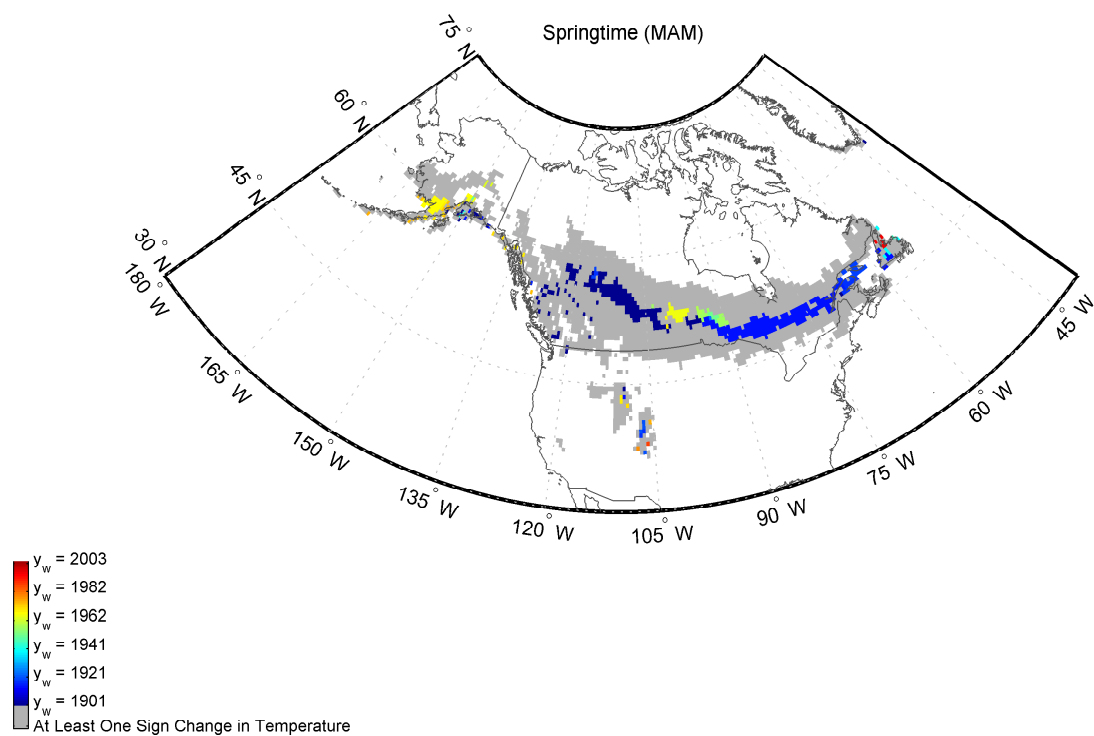 Springtime (MAM)
75° N
60° N
45° N
30° N
180° W
165° W
150° W
135° W
120° W
105° W
90° W
75° W
60° W
45° W
y_w = 2003
y_w = 1982
y_w = 1962
y_w = 1941
y_w = 1921
y_w = 1901
At Least One Sign Change in Temperature